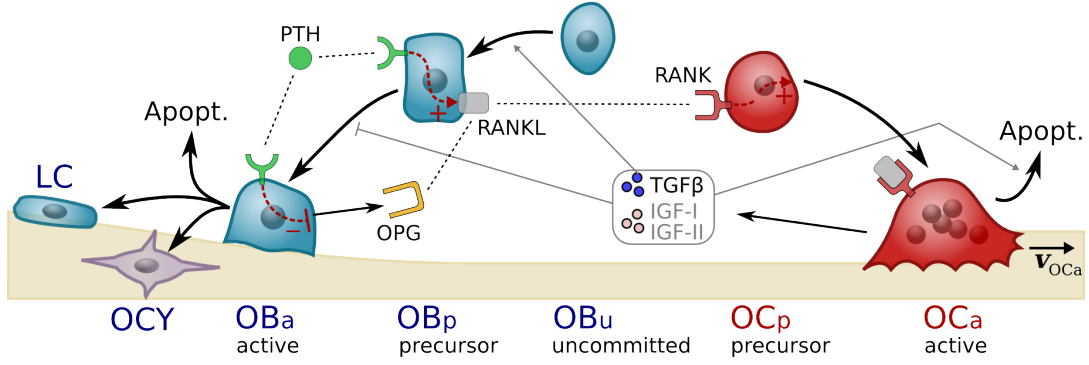 PTH
RANK
RANKL
Apopt.
Apopt.
LC
TGFβ
IGF-I
IGF-II
OPG
vOCa
OCY
OBa
active
OBp
precursor
OBu
uncommitted
OCp
precursor
OCa
active